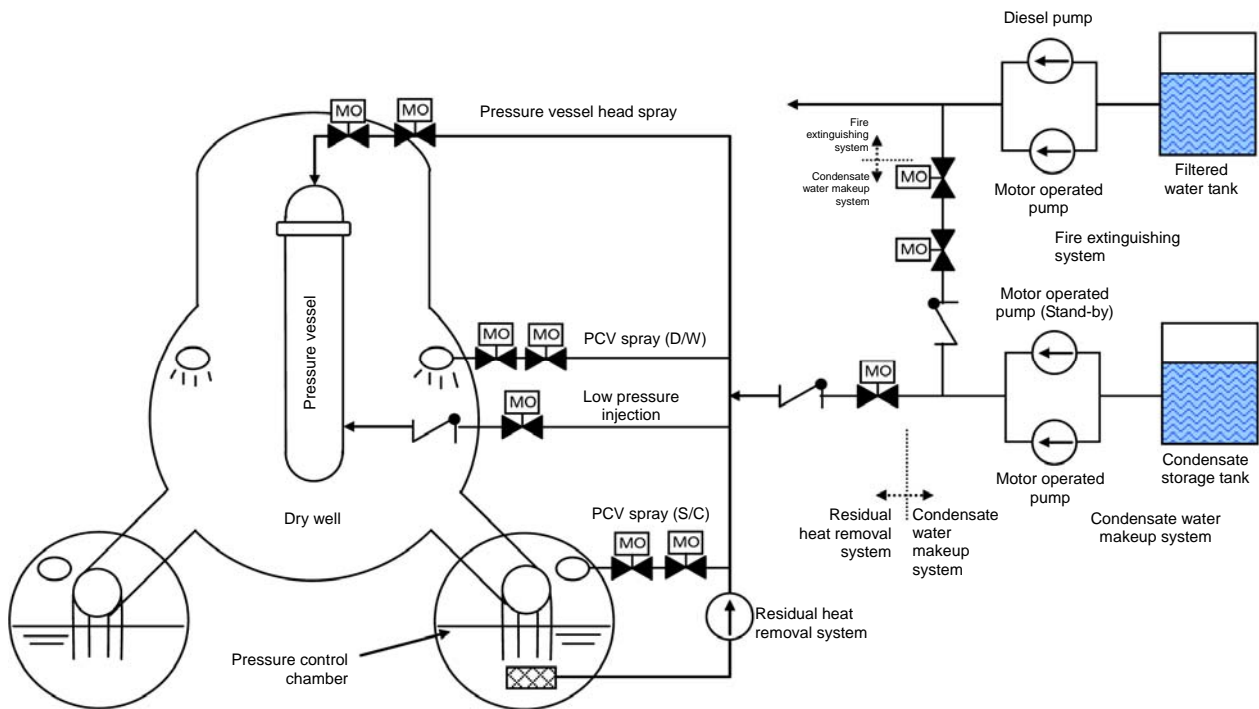 Diesel pump
MO
MO
Pressure vessel head spray
Fire
extinguishing
system
Condensate
water makeup
system
MO
Motor operated
pump
Filtered
water tank
MO
Fire extinguishing
system
Pressure vessel
MO
MO
PCV spray (D/W)
Motor operated
pump (Stand-by)
MO
Low pressure
injection
MO
Dry well
PCV spray (S/C)
MO
MO
Residual
heat removal
system
Condensate
water
makeup
system
Motor operated
pump
Condensate
storage tank
Condensate water
makeup system
Residual heat
removal system
Pressure control
chamber